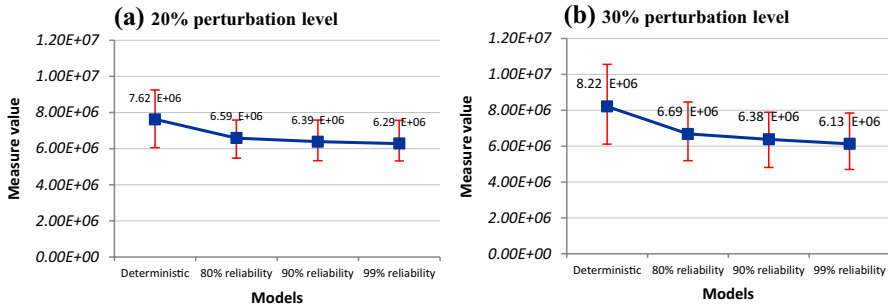 (a) 20% perturbation level
Measure value
1.20E+07
1.00E+07
8.00E+06
6.00E+06
4.00E+06
2.00E+06
0.00E+00
7.62 E+06
6.59 E+06
6.39 E+06
6.29 E+06
Deterministic 80% reliability 90% reliability 99% reliability
Models
(b) 30% perturbation level
Measure value
1.20E+07
1.00E+07
8.00E+06
6.00E+06
4.00E+06
2.00E+06
0.00E+00
8.22 E+06
6.69 E+06
6.38 E+06
6.13 E+06
Deterministic 80% reliability 90% reliability 99% reliability
Models